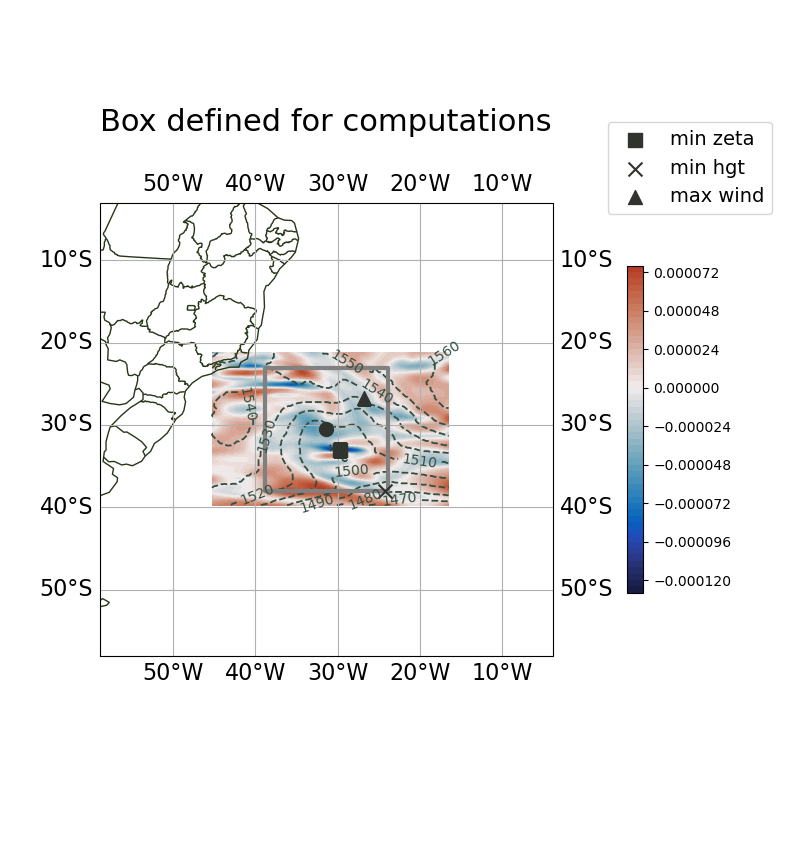 Box defined for computations
min zeta
min hgt
max wind
50°W 40°W 30°W 20°W 10°W
10°S 10°S
20°S 20°S
30°S 30°S
40°S 40°S
50°S 50°S
50°W 40°W 30°W 20°W 10°W
1550
1560
1540
1540
1530
1510
1500
1520
1490
1480
1470
0.000072
0.000048
0.000024
0.000000
−0.000024
−0.000048
−0.000072
−0.000096
−0.000120